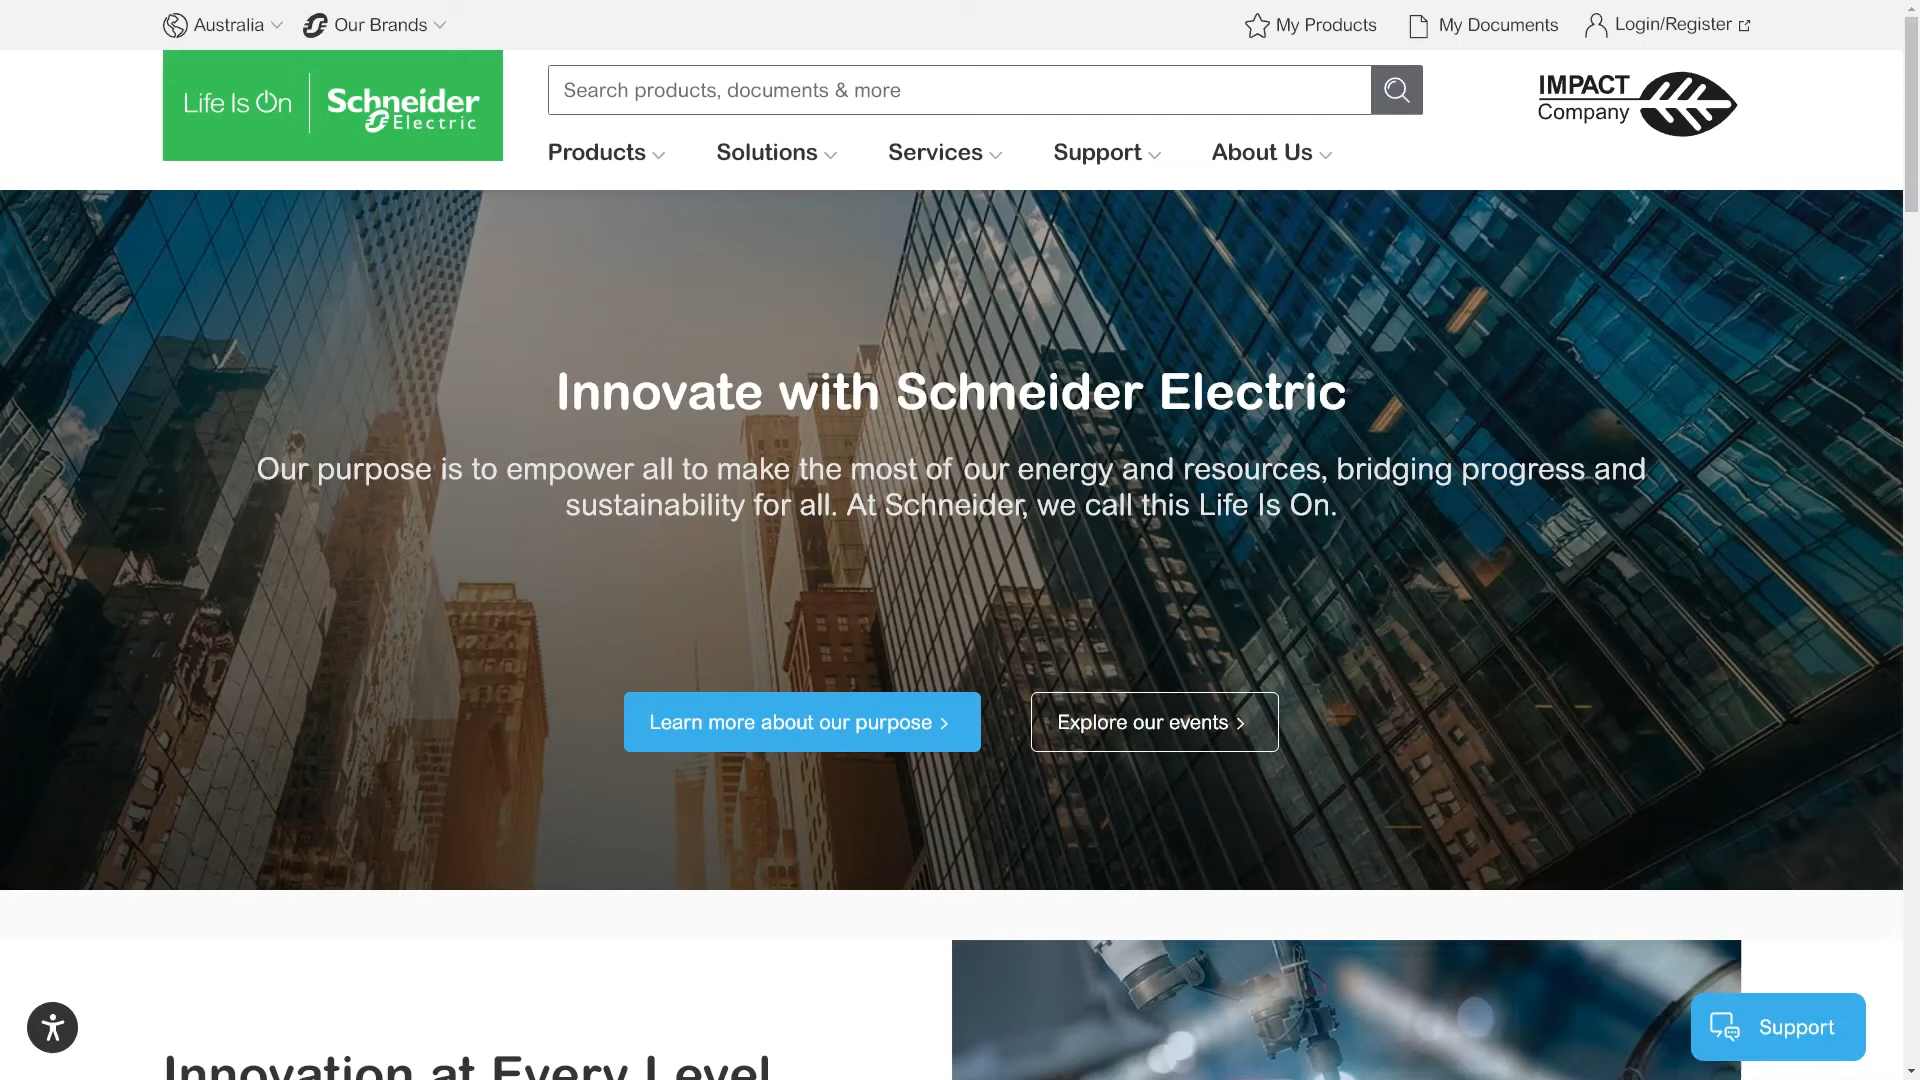 Australia
Our Brands
My Products
My Documents
Login/Register
Life Is On
Schneider
Electric
Search products, documents & more
IMPACT
Company
Products
Solutions
Services
Support
About Us
Innovate with Schneider Electric
Our purpose is to empower all to make the most of our energy and resources, bridging progress and
sustainability for all. At Schneider, we call this Life Is On.
Learn more about our purpose
Explore our events
Support
Innovation at Every Level